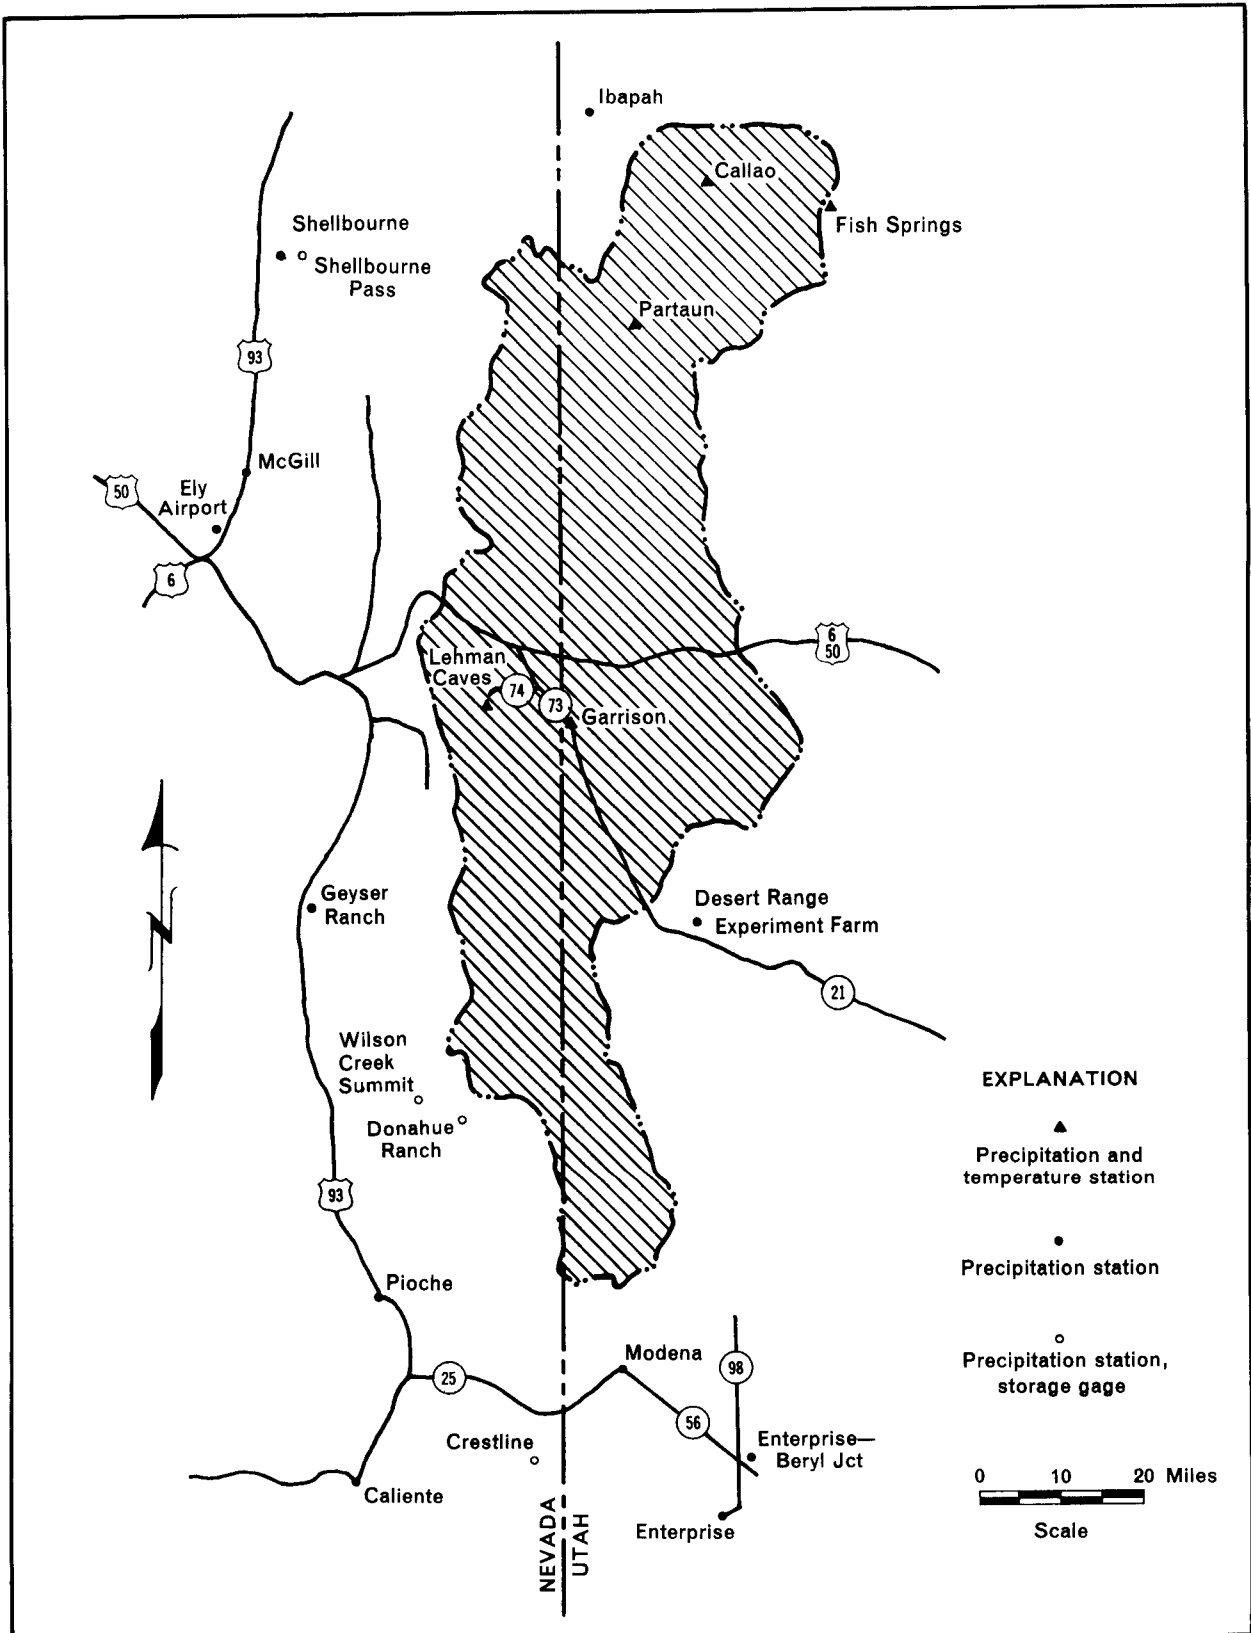 Ibapah
Callao
Fish Springs
Shellbourne
Shellbourne
Pass
Partaun
93
McGill
50
Ely
Airport
6
6
50
Lehman
Caves
74
73
Garrison
Geyser
Ranch
Desert Range
Experiment Farm
21
N
Wilson
Creek
Summit
Donahue
Ranch
EXPLANATION
Precipitation and
temperature station
Precipitation station
Precipitation station,
storage gage
93
Pioche
Modena
98
25
56
Crestline
Enterprise—
Beryl Jct
Caliente
Enterprise
NEVADA
UTAH
0 10 20 Miles
Scale